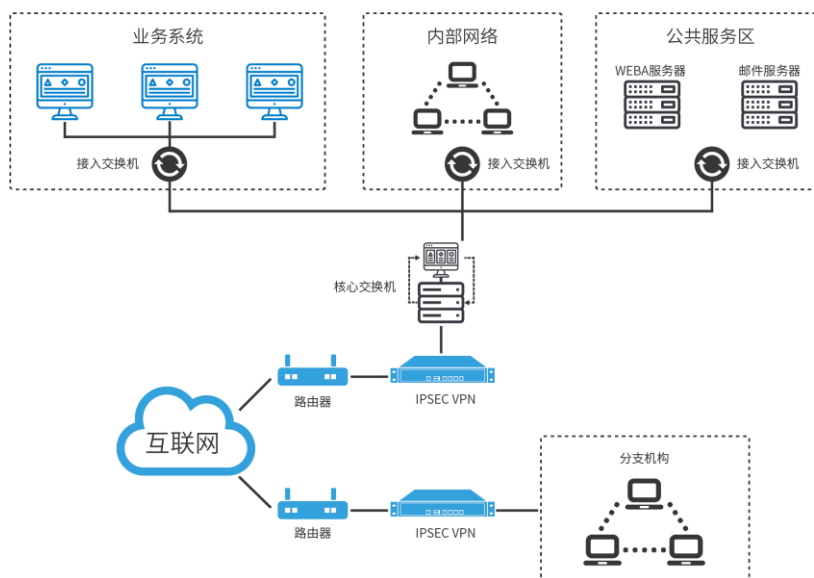 业务系统
内部网络
公共服务区
WEBA服务器
邮件服务器
接入交换机
接入交换机
接入交换机
核心交换机
路由器
IPSEC VPN
互联网
分支机构
路由器
IPSEC VPN